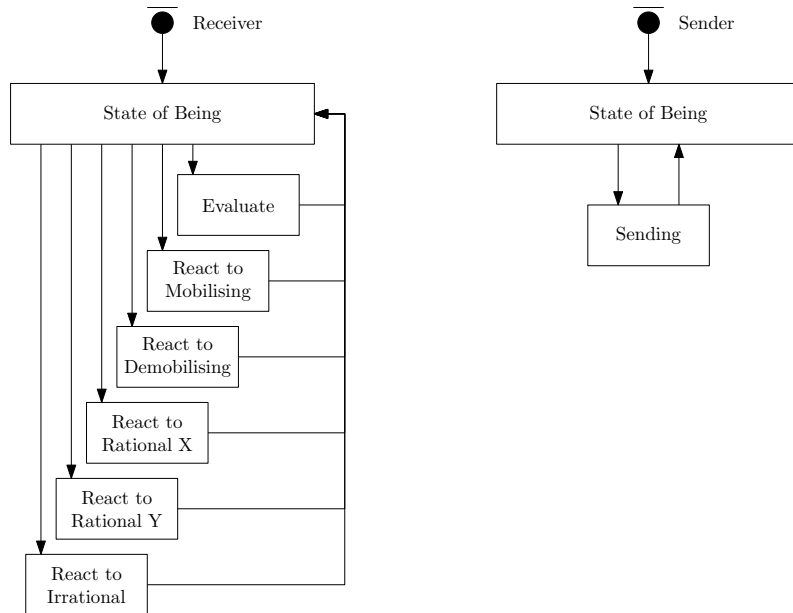 Receiver
Sender
State of Being
State of Being
Evaluate
Sending
React to
Mobilising
React to
Demobilising
React to
Rational X
React to
Rational Y
React to
Irrational